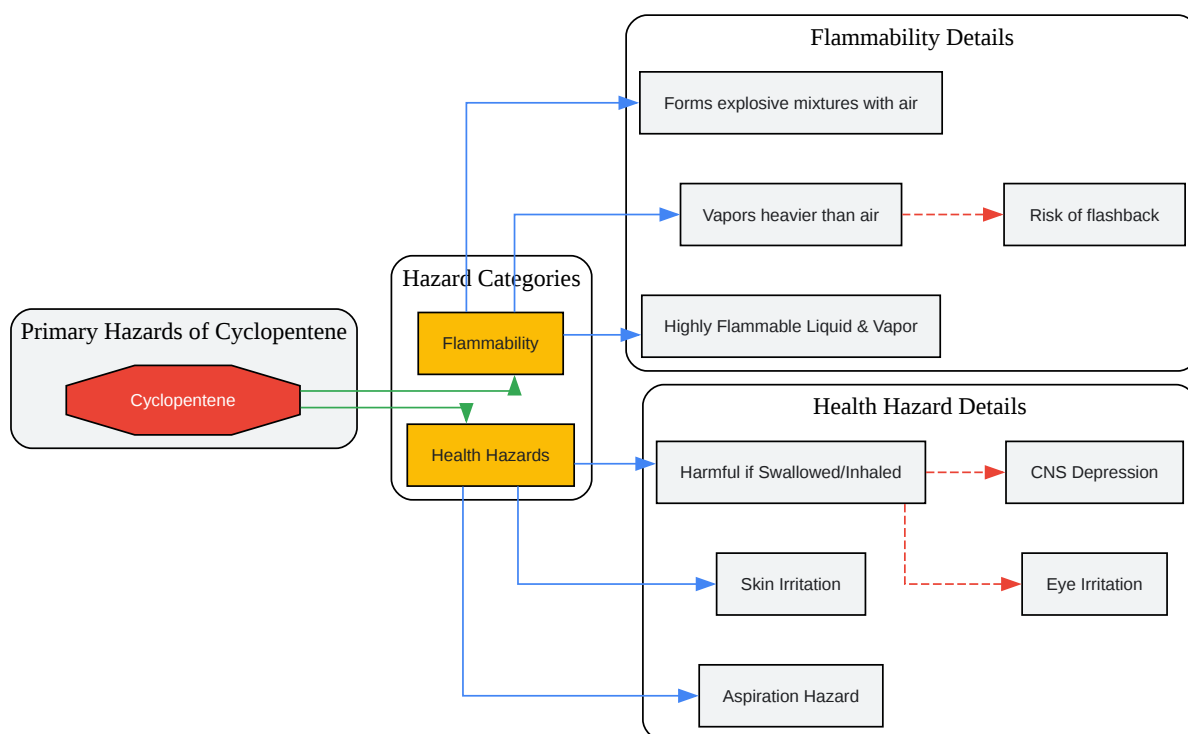 Flammability Details
Forms explosive mixtures with air
Vapors heavier than air
Risk of flashback
Hazard Categories
Highly Flammable Liquid & Vapor
Primary Hazards of Cyclopentene
Flammability
Cyclopentene
Health Hazard Details
Health Hazards
Harmful if Swallowed/Inhaled
CNS Depression
Skin Irritation
Eye Irritation
Aspiration Hazard